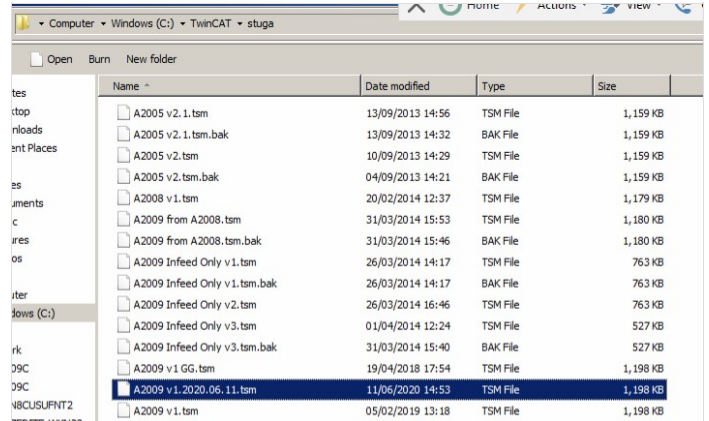 Home Actions View
Computer Windows (C:) TwinCAT stuga
Open Burn New folder
Name Date modified Type Size
A2005 v2.1.tsm 13/09/2013 14:56 TSM File 1,159 KB
A2005 v2.1.tsm.bak 13/09/2013 14:32 BAK File 1,159 KB
A2005 v2.tsm 10/09/2013 14:29 TSM File 1,159 KB
A2005 v2.tsm.bak 04/09/2013 14:21 BAK File 1,159 KB
A2008 v1.tsm 20/02/2014 12:37 TSM File 1,179 KB
A2009 from A2008.tsm 31/03/2014 15:53 TSM File 1,180 KB
A2009 from A2008.tsm.bak 31/03/2014 15:46 BAK File 1,180 KB
A2009 Infeed Only v1.tsm 26/03/2014 14:17 TSM File 763 KB
A2009 Infeed Only v1.tsm.bak 26/03/2014 14:17 BAK File 763 KB
A2009 Infeed Only v2.tsm 26/03/2014 16:46 TSM File 763 KB
A2009 Infeed Only v3.tsm 01/04/2014 12:24 TSM File 527 KB
A2009 Infeed Only v3.tsm.bak 31/03/2014 15:40 BAK File 527 KB
A2009 v1 GG.tsm 19/04/2018 17:54 TSM File 1,198 KB
A2009 v1.2020.06.11.tsm 11/06/2020 14:53 TSM File 1,198 KB
A2009 v1.tsm 05/02/2019 13:18 TSM File 1,198 KB
tes
ktop
nloads
ent Places
es
uments
c
ures
os
uter
dows (C:)
rk
09C
09C
N8CUSUFNT2